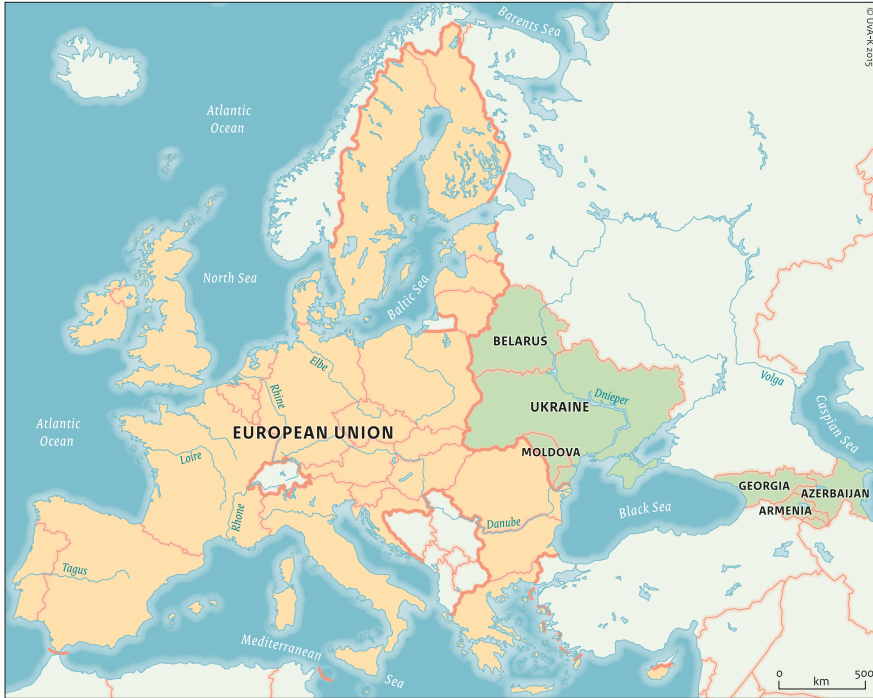 Barents Sea
© UvA-K 2015
Atlantic
Ocean
North Sea
Baltic Sea
BELARUS
Elbe
Volga
Rhine
Dnieper
UKRAINE
Caspian Sea
Atlantic
Ocean
EUROPEAN UNION
MOLDOVA
Loire
GEORGIA
AZERBAIJAN
ARMENIA
Rhone
Black Sea
Danube
Tagus
Mediterranean
Sea
0 500
km